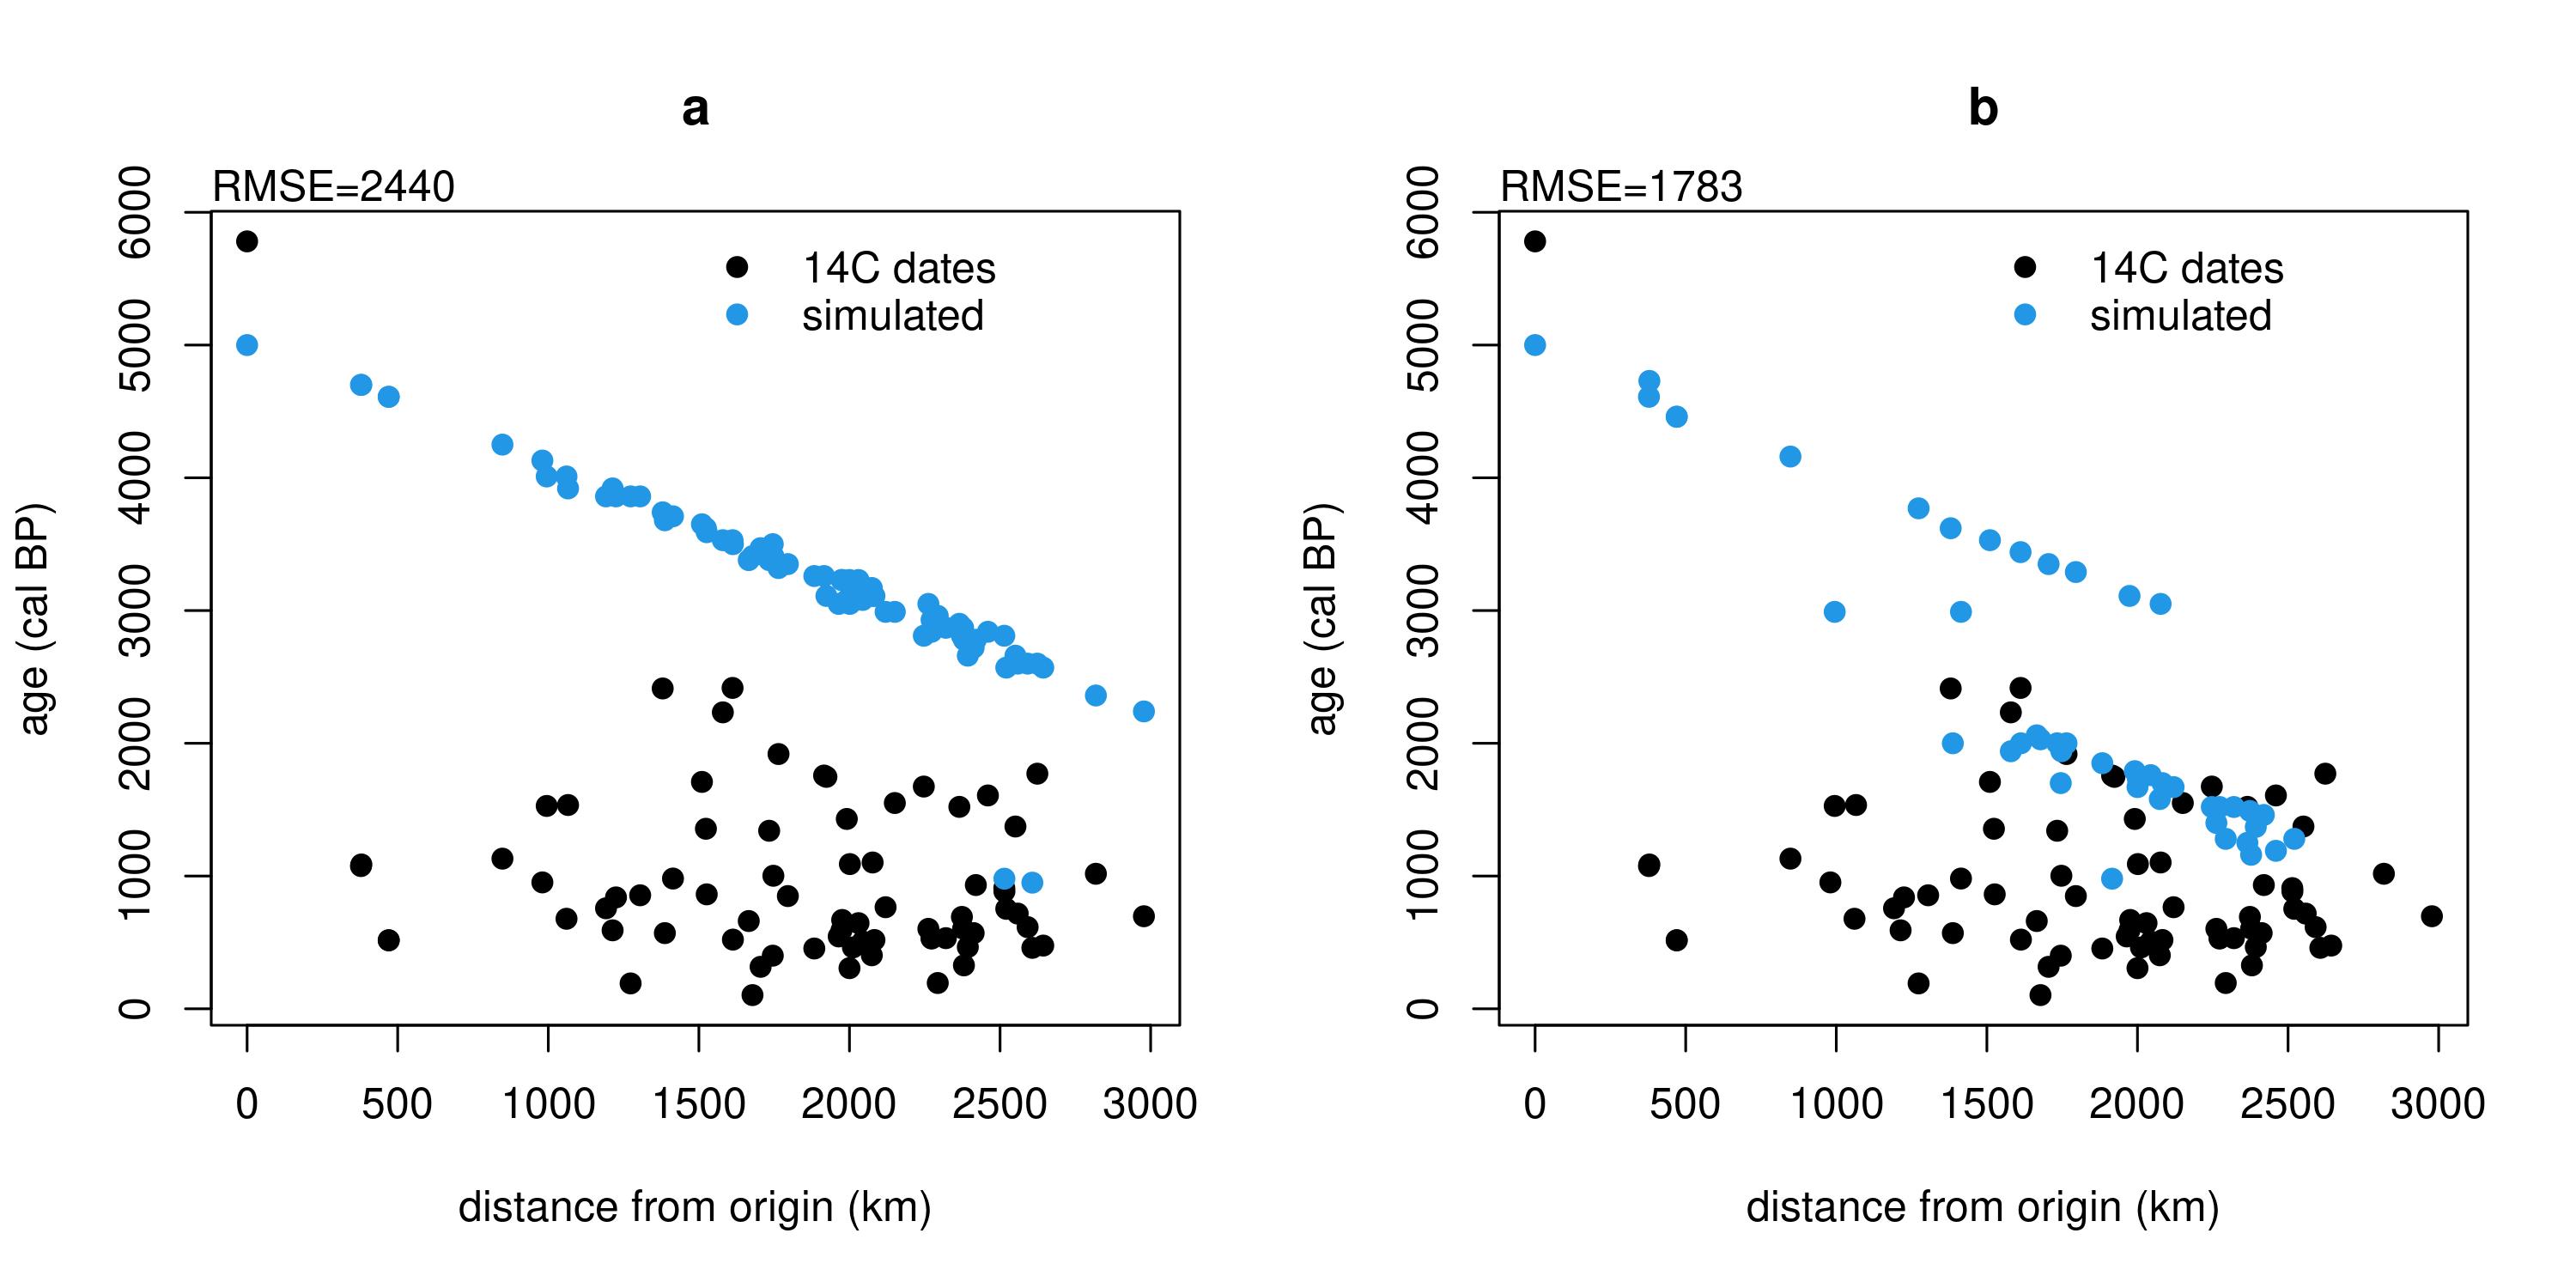 a
RMSE=2440
14C dates
simulated
age (cal BP)
6000
5000
4000
3000
2000
1000
0
0 500 1000 1500 2000 2500 3000
distance from origin (km)
b
RMSE=1783
14C dates
simulated
age (cal BP)
6000
5000
4000
3000
2000
1000
0
0 500 1000 1500 2000 2500 3000
distance from origin (km)